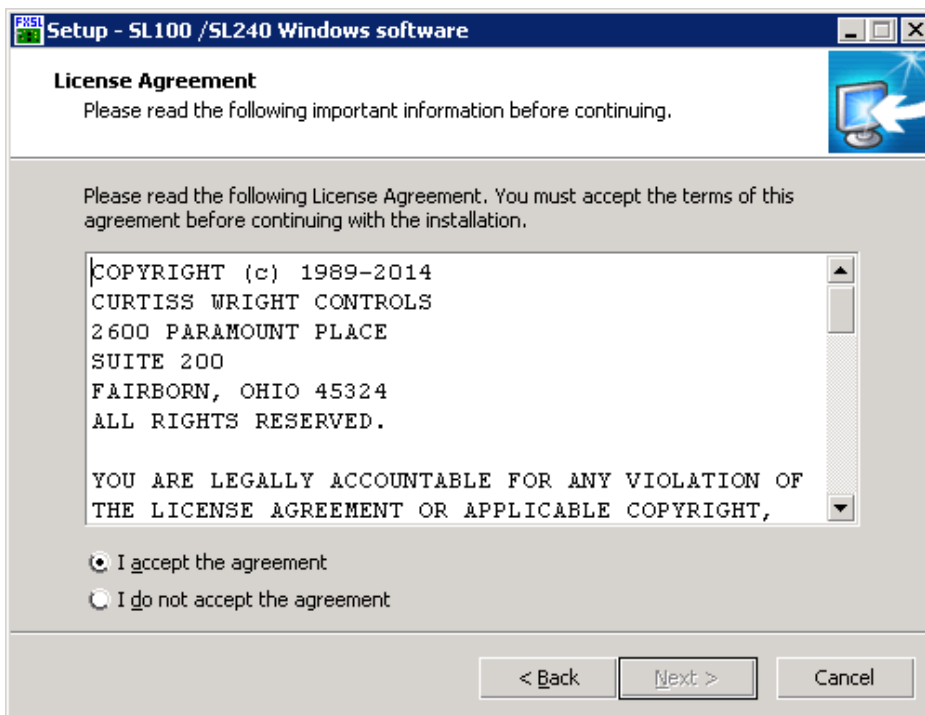 FXSL
Setup - SL100 /SL240 Windows software
License Agreement
Please read the following important information before continuing.
Please read the following License Agreement. You must accept the terms of this
agreement before continuing with the installation.
COPYRIGHT (c) 1989-2014
CURTISS WRIGHT CONTROLS
2600 PARAMOUNT PLACE
SUITE 200
FAIRBORN, OHIO 45324
ALL RIGHTS RESERVED.
YOU ARE LEGALLY ACCOUNTABLE FOR ANY VIOLATION OF
THE LICENSE AGREEMENT OR APPLICABLE COPYRIGHT,
I accept the agreement
I do not accept the agreement
< Back
Next >
Cancel